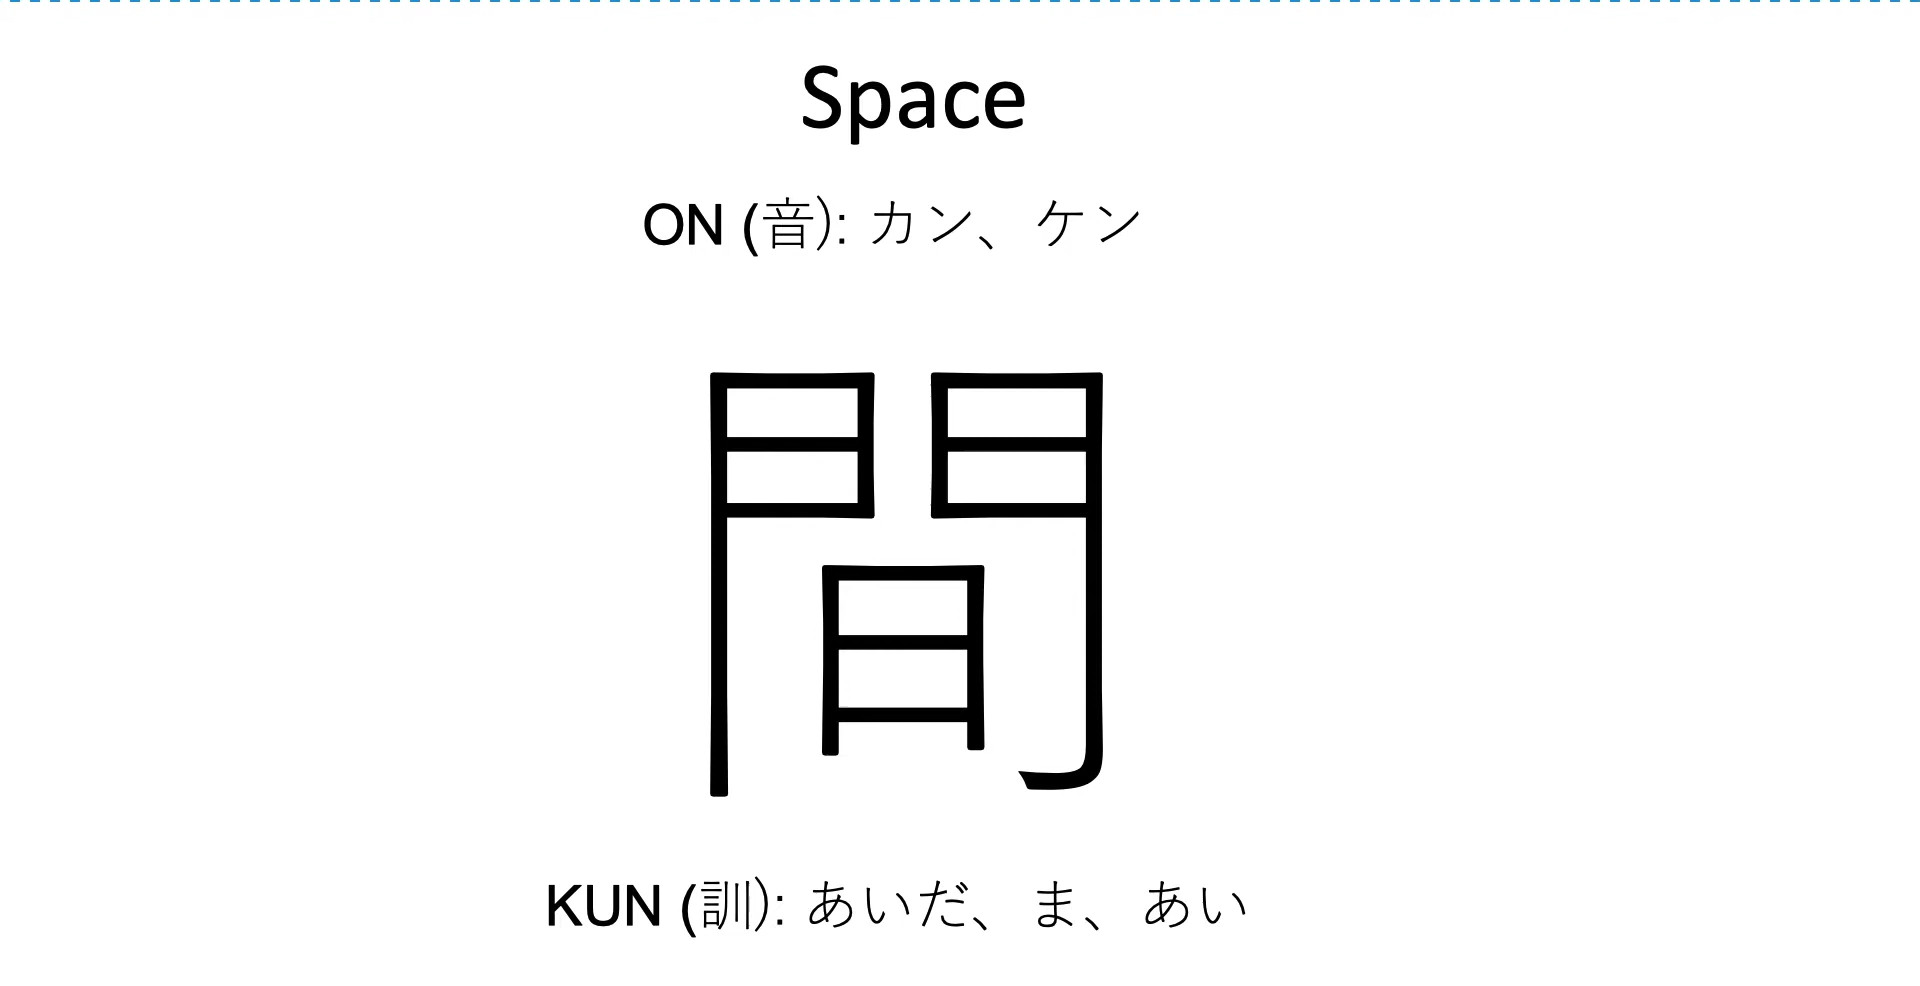 Space
ON (音): カン、ケン
間
KUN (訓): あいだ、ま、あい